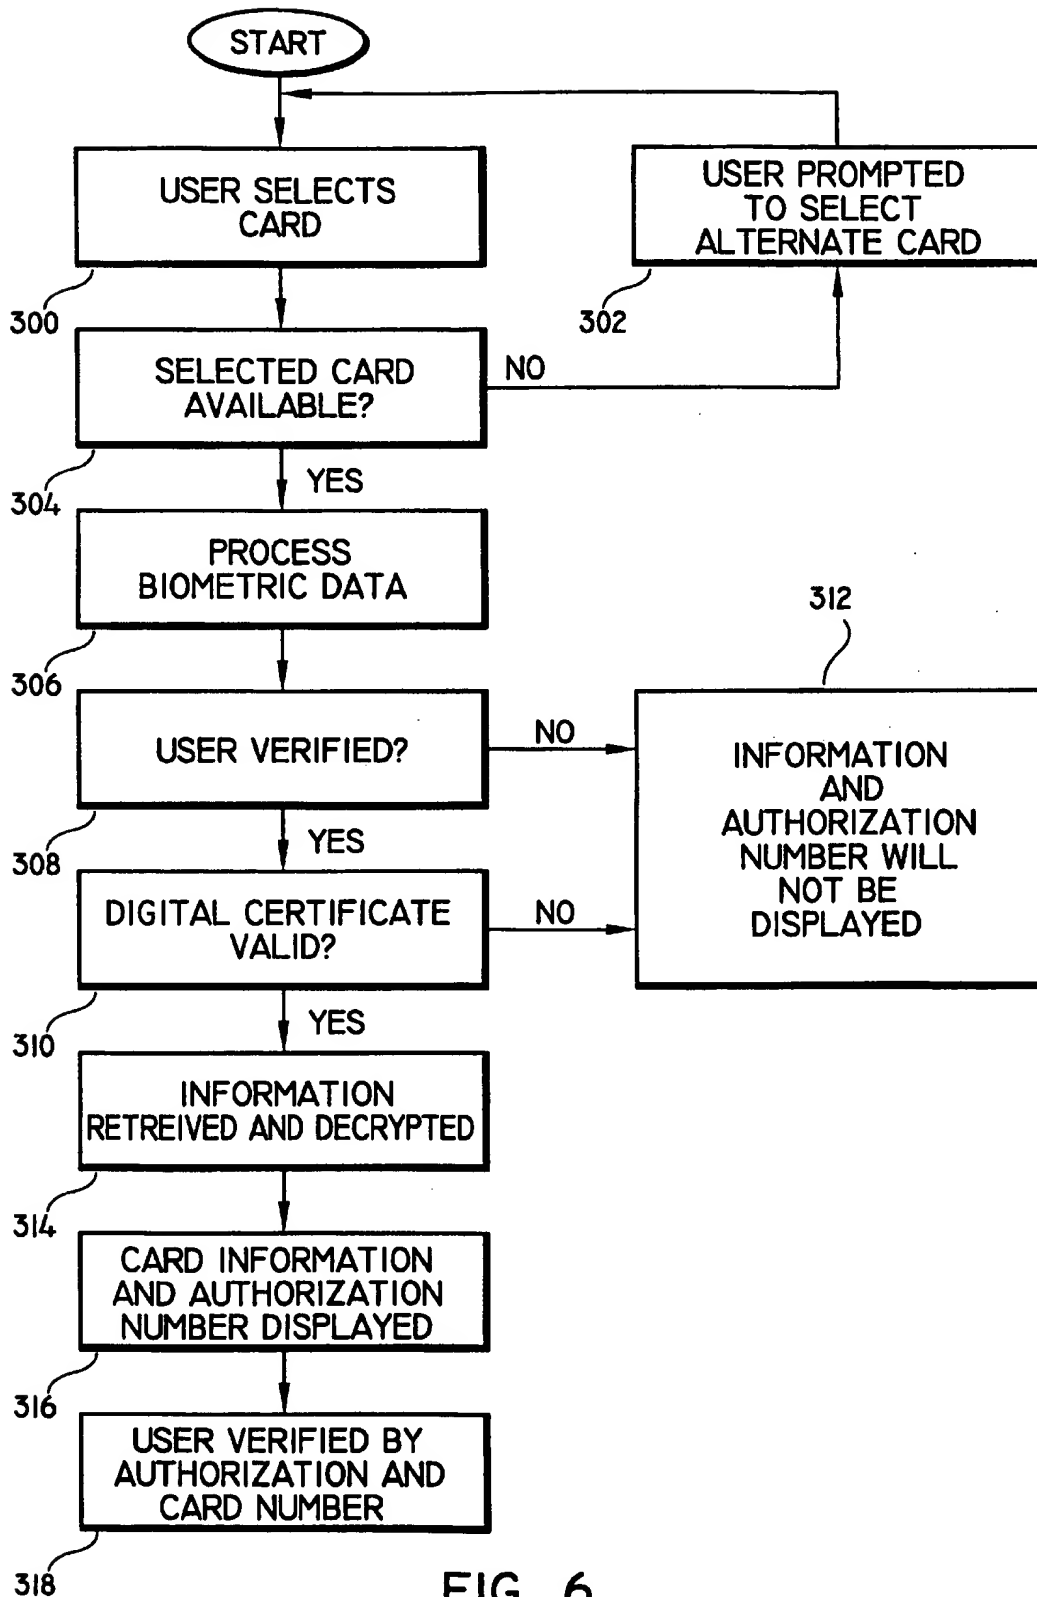 START
USER SELECTS
CARD
300
USER PROMPTED
TO SELECT
ALTERNATE CARD
302
SELECTED CARD
AVAILABLE?
NO
304
YES
PROCESS
BIOMETRIC DATA
306
312
USER VERIFIED?
NO
INFORMATION
AND
AUTHORIZATION
NUMBER WILL
NOT BE
DISPLAYED
308
YES
DIGITAL CERTIFICATE
VALID?
NO
310
YES
INFORMATION
RETREIVED AND DECRYPTED
314
CARD INFORMATION
AND AUTHORIZATION
NUMBER DISPLAYED
316
USER VERIFIED BY
AUTHORIZATION AND
CARD NUMBER
318
FIG. 6